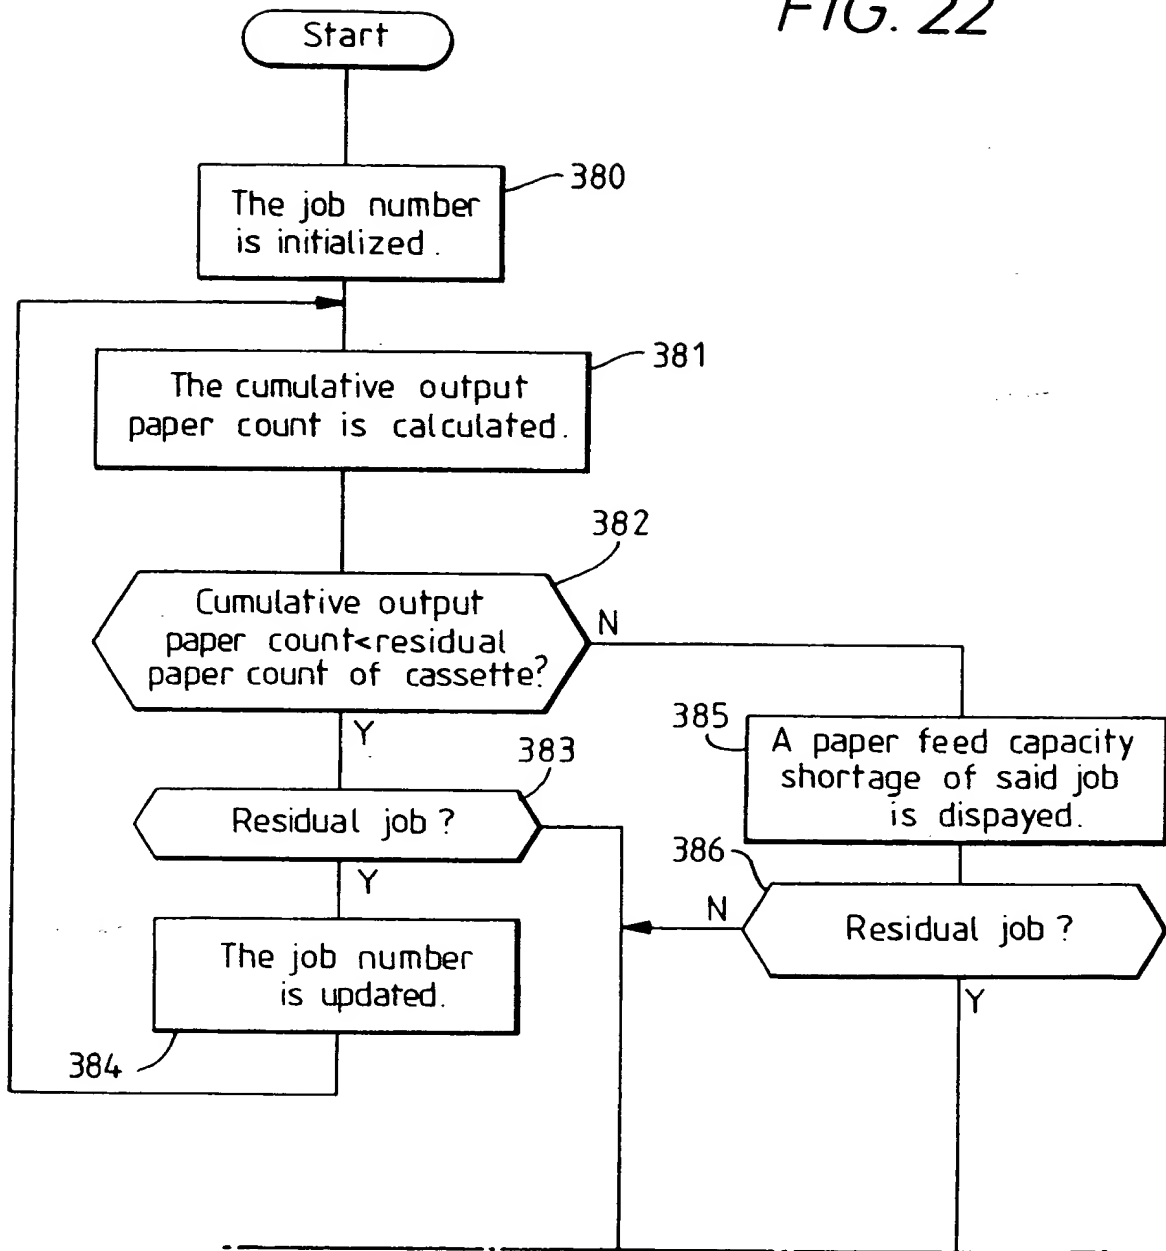 FIG. 22
Start
380
The job number
is initialized.
381
The cumulative output
paper count is calculated.
382
Cumulative output
paper count<residual
paper count of cassette?
N
Y
383
Residual job ?
Y
The job number
is updated.
384
385
A paper feed capacity
shortage of said job
is dispayed.
386
N
Residual job ?
Y